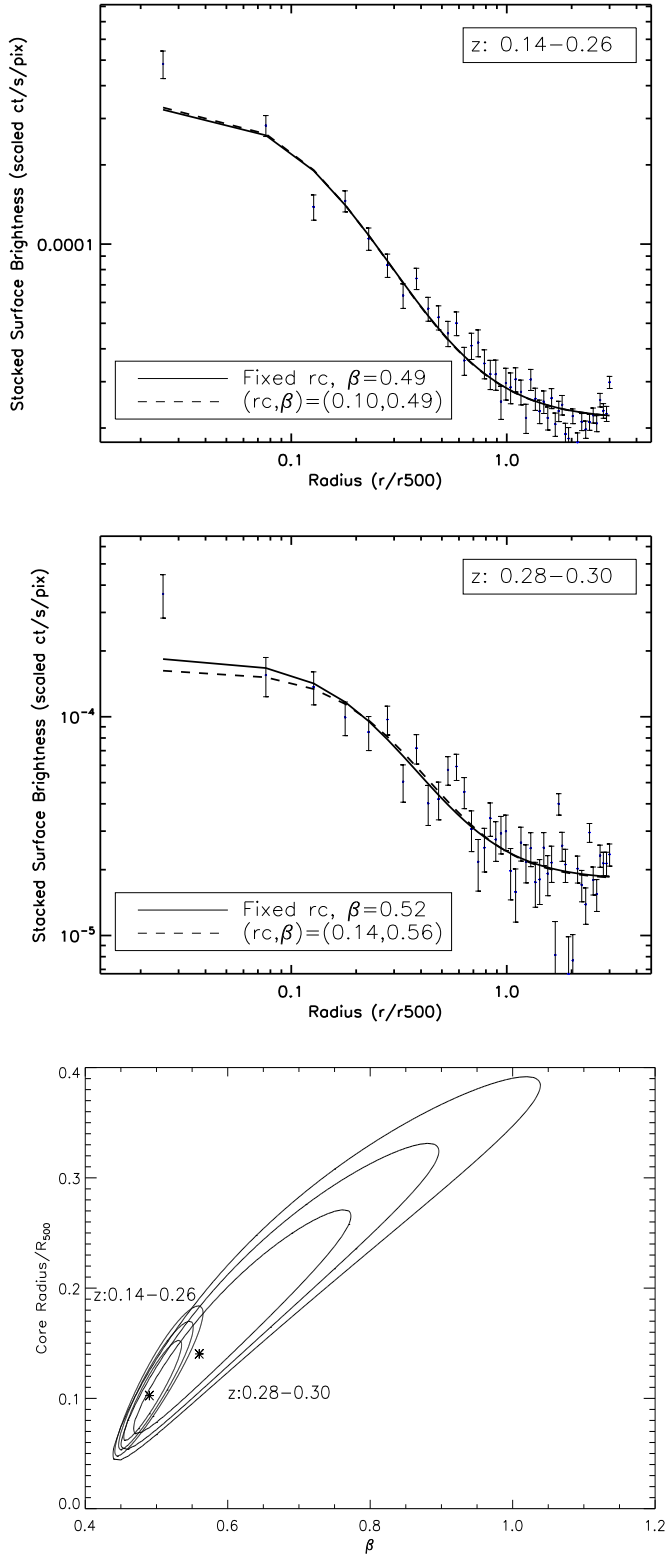 Stacked Surface Brightness (scaled ct/s/pix)
z: 0.14−0.26
0.0001
Fixed rc, β=0.49
(rc,β)=(0.10,0.49)
0.1 1.0
Radius (r/r500)
Stacked Surface Brightness (scaled ct/s/pix)
z: 0.28−0.30
10⁻⁴
Fixed rc, β=0.52
(rc,β)=(0.14,0.56)
10⁻⁵
0.1 1.0
Radius (r/r500)
Core Radius/R₅₀₀
0.4
0.3
0.2
z:0.14−0.26
0.1
z:0.28−0.30
0.0
0.4 0.6 0.8 1.0 1.2
β